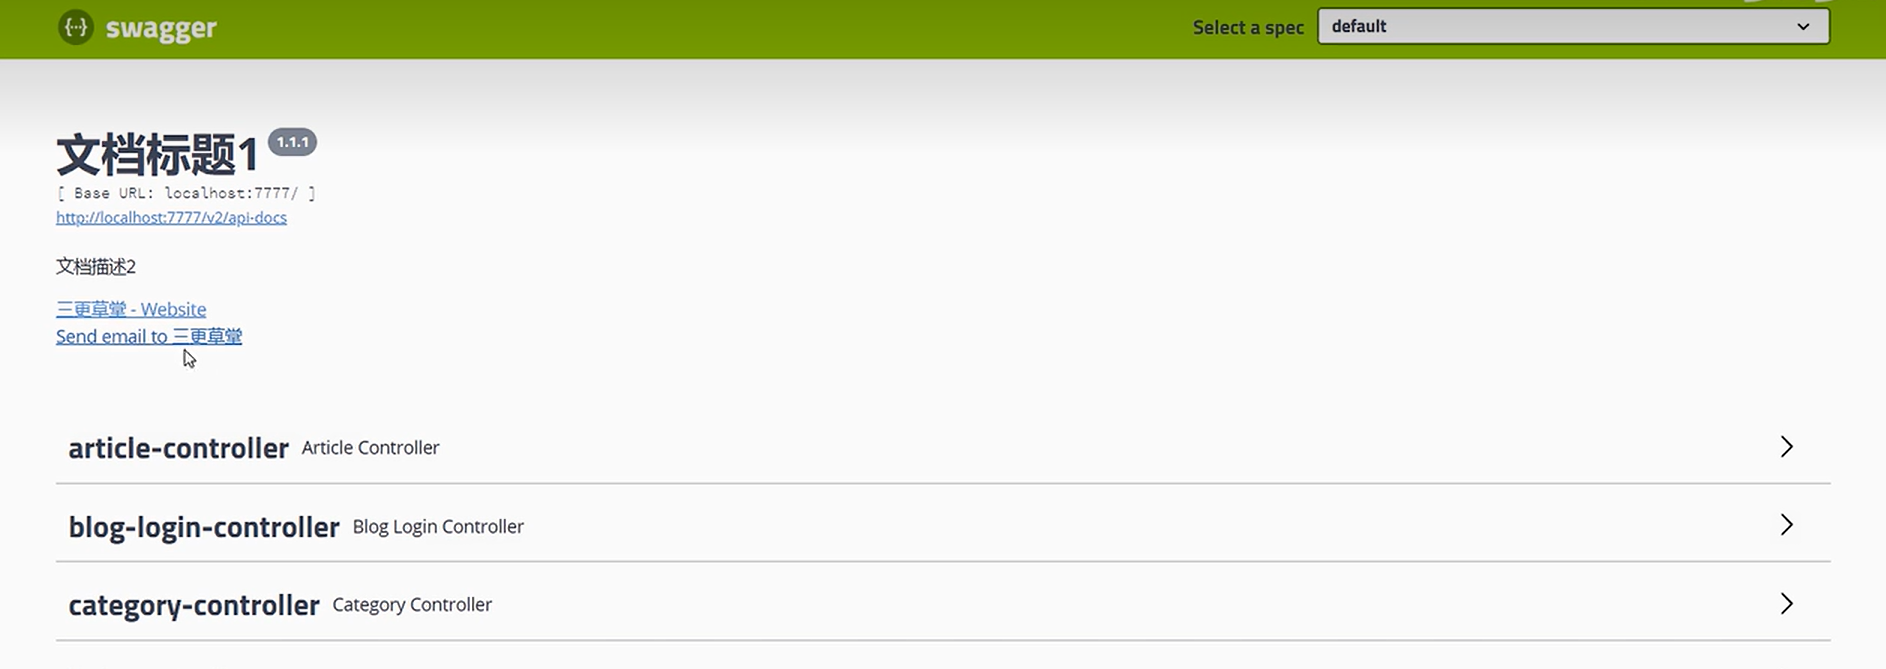 {···} swagger
Select a spec default
文档标题1 1.1.1
[ Base URL: localhost:7777/ ]
http://localhost:7777/v2/api-docs
文档描述2
三更草堂 - Website
Send email to 三更草堂
article-controller Article Controller
blog-login-controller Blog Login Controller
category-controller Category Controller